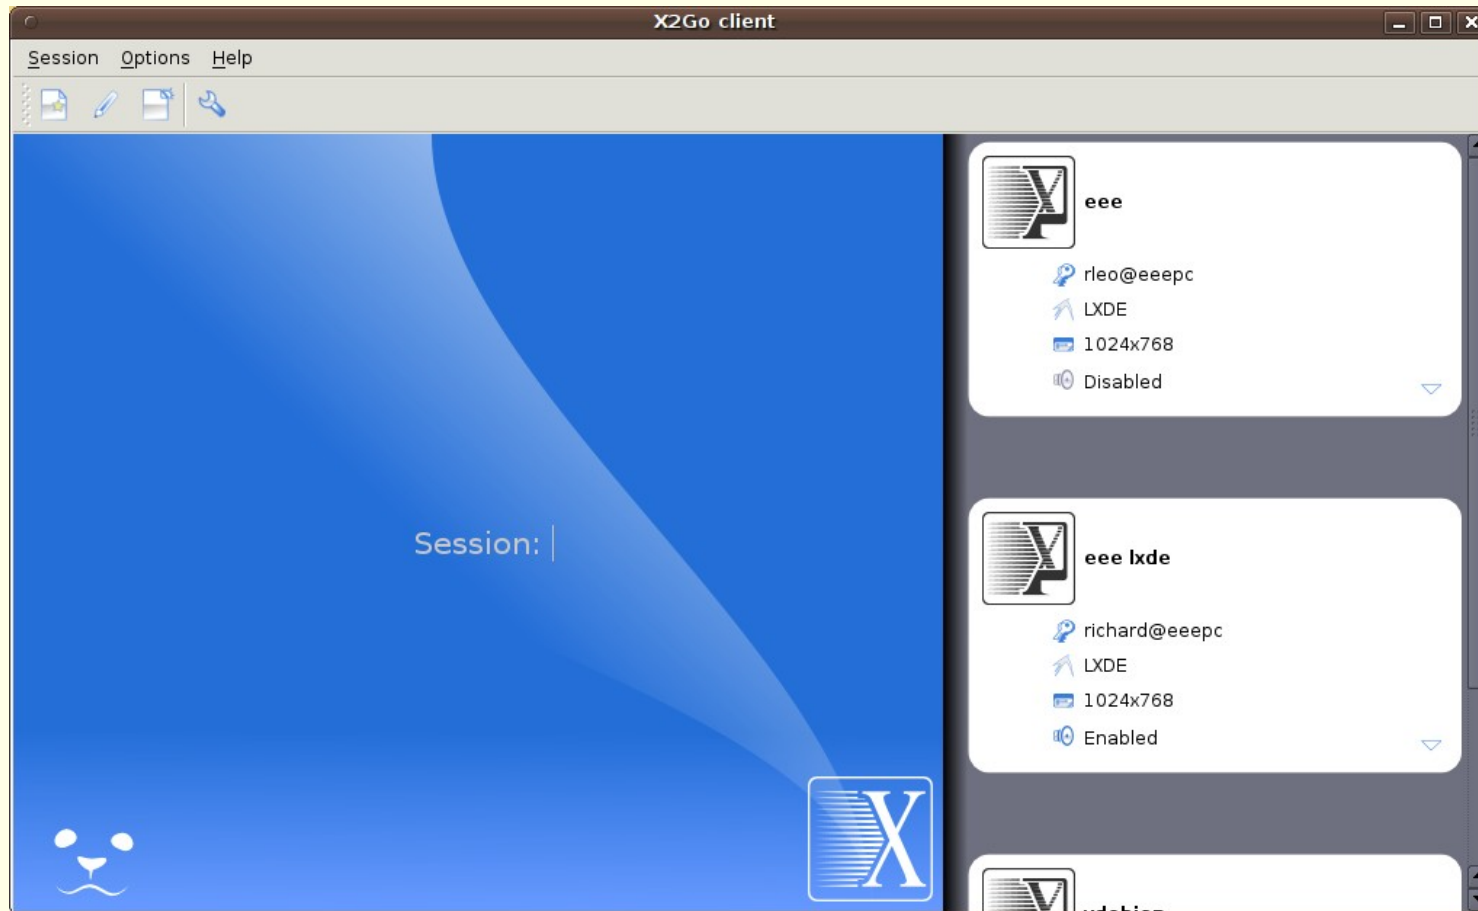 X2Go client
Session Options Help
eee
rleo@eeepc
LXDE
1024x768
Disabled
Session:
eee lxde
richard@eeepc
LXDE
1024x768
Enabled